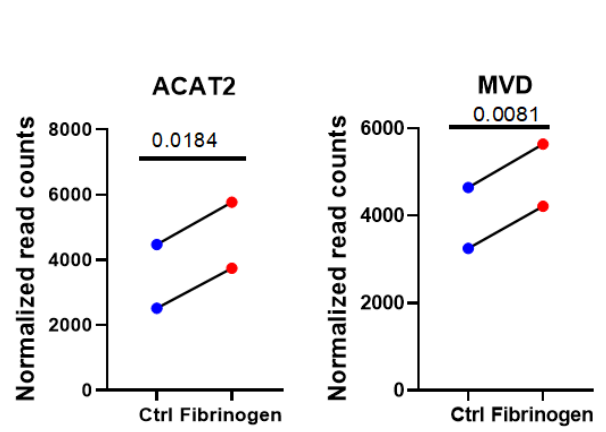 ACAT2
0.0184
Normalized read counts
8000
6000
4000
2000
0
Ctrl Fibrinogen
MVD
0.0081
Normalized read counts
6000
4000
2000
0
Ctrl Fibrinogen